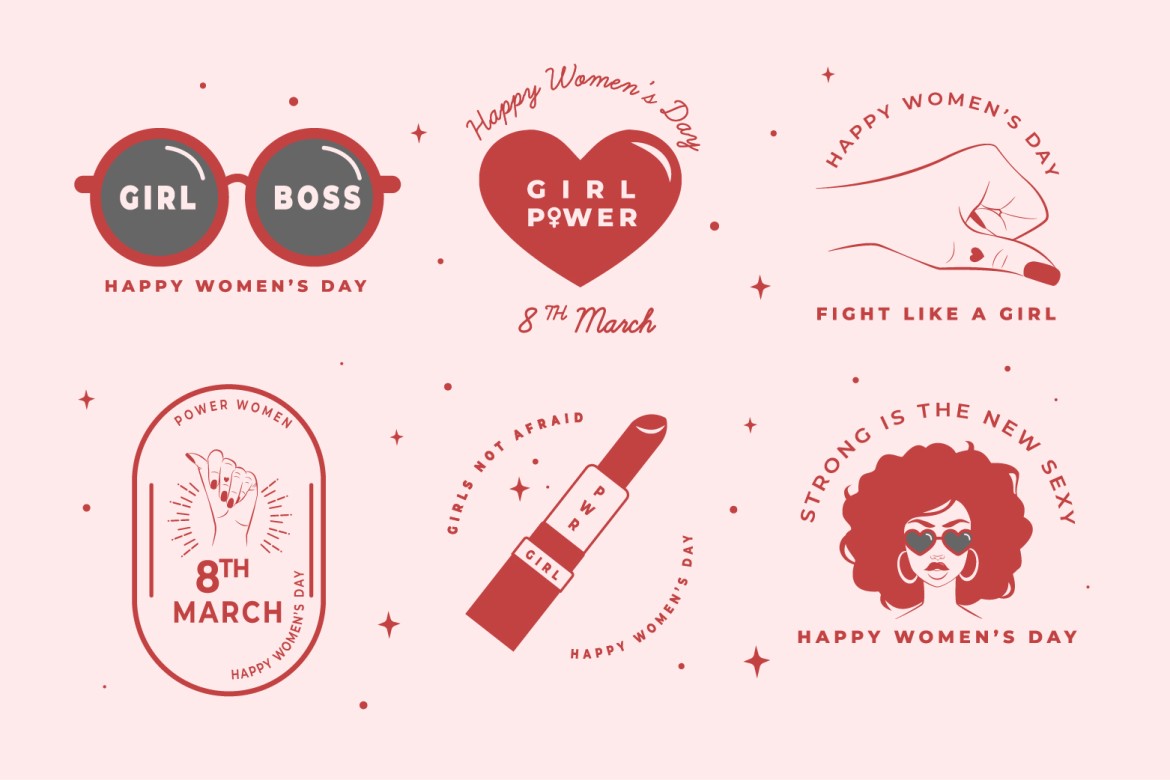 GIRL BOSS
HAPPY WOMEN'S DAY
Happy Women's Day
GIRL
P♀WER
8TH March
HAPPY WOMEN'S DAY
FIGHT LIKE A GIRL
POWER WOMEN
8TH
MARCH
HAPPY WOMEN'S DAY
GIRLS NOT AFRAID
PWR
GIRL
HAPPY WOMEN'S DAY
STRONG IS THE NEW SEXY
HAPPY WOMEN'S DAY